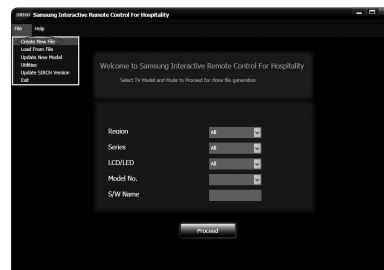 Samsung Interactive Remote Control For Hospitality
File Help
Create New File
Load From File
Update New Model
Utilities
Update SIRCH Version
Exit
Welcome to Samsung Interactive Remote Control For Hospitality
Select TV Model and Mode to Proceed for clone file generation
Region All
Series All
LCD/LED All
Model No.
S/W Name
Proceed